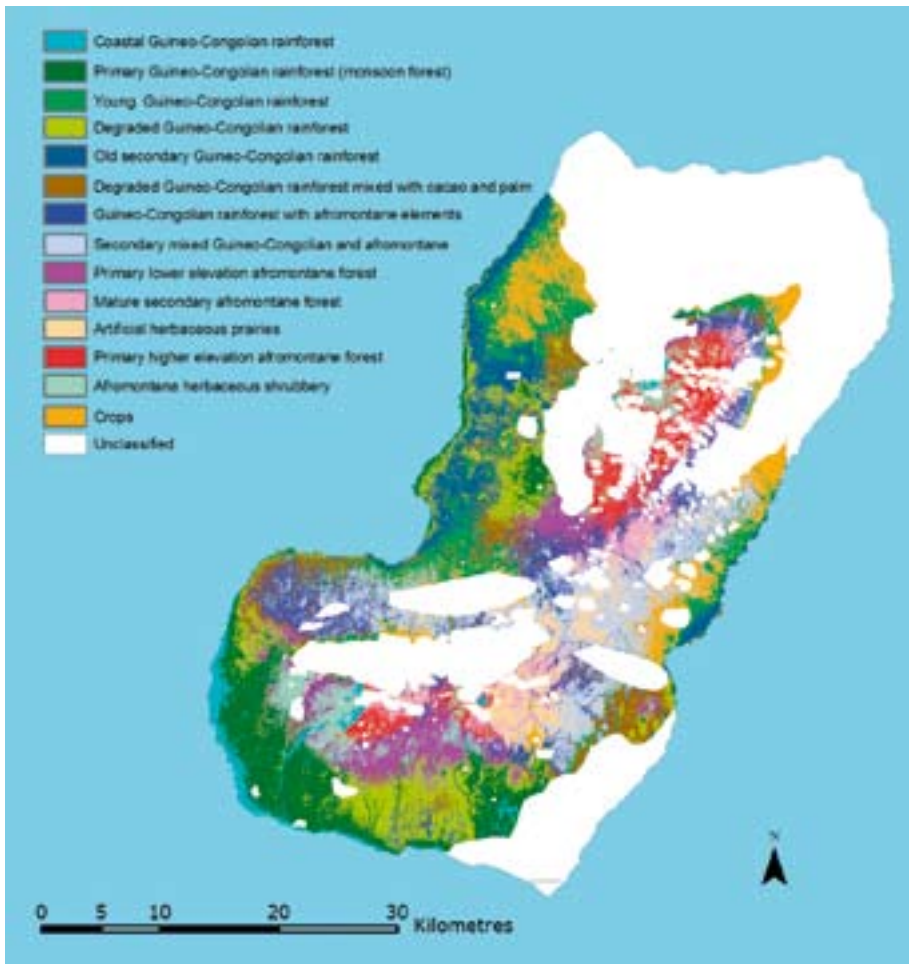 Coastal Guineo-Congolian rainforest
Primary Guineo-Congolian rainforest (monsoon forest)
Young. Guineo-Congolian rainforest
Degraded Guineo-Congolian rainforest
Old secondary Guineo-Congolian rainforest
Degraded Guineo-Congolian rainforest mixed with cacao and palm
Guineo-Congolian rainforest with afromontane elements
Secondary mixed Guineo-Congolian and afromontane
Primary lower elevation afromontane forest
Mature secondary afromontane forest
Artificial herbaceous prairies
Primary higher elevation afromontane forest
Afromontane herbaceous shrubbery
Crops
Unclassified
N
0 5 10 20 30
Kilometres